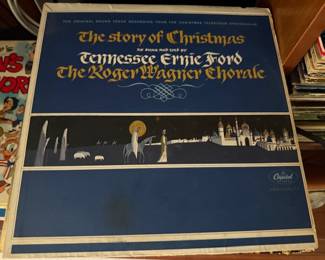 THE ORIGINAL SOUND TRACK RECORDING FROM THE CHRISTMAS TELEVISION SPECTACULAR
The Story of Christmas
as sung and told by
Tennessee Ernie Ford
The Roger Wagner Chorale
Capitol